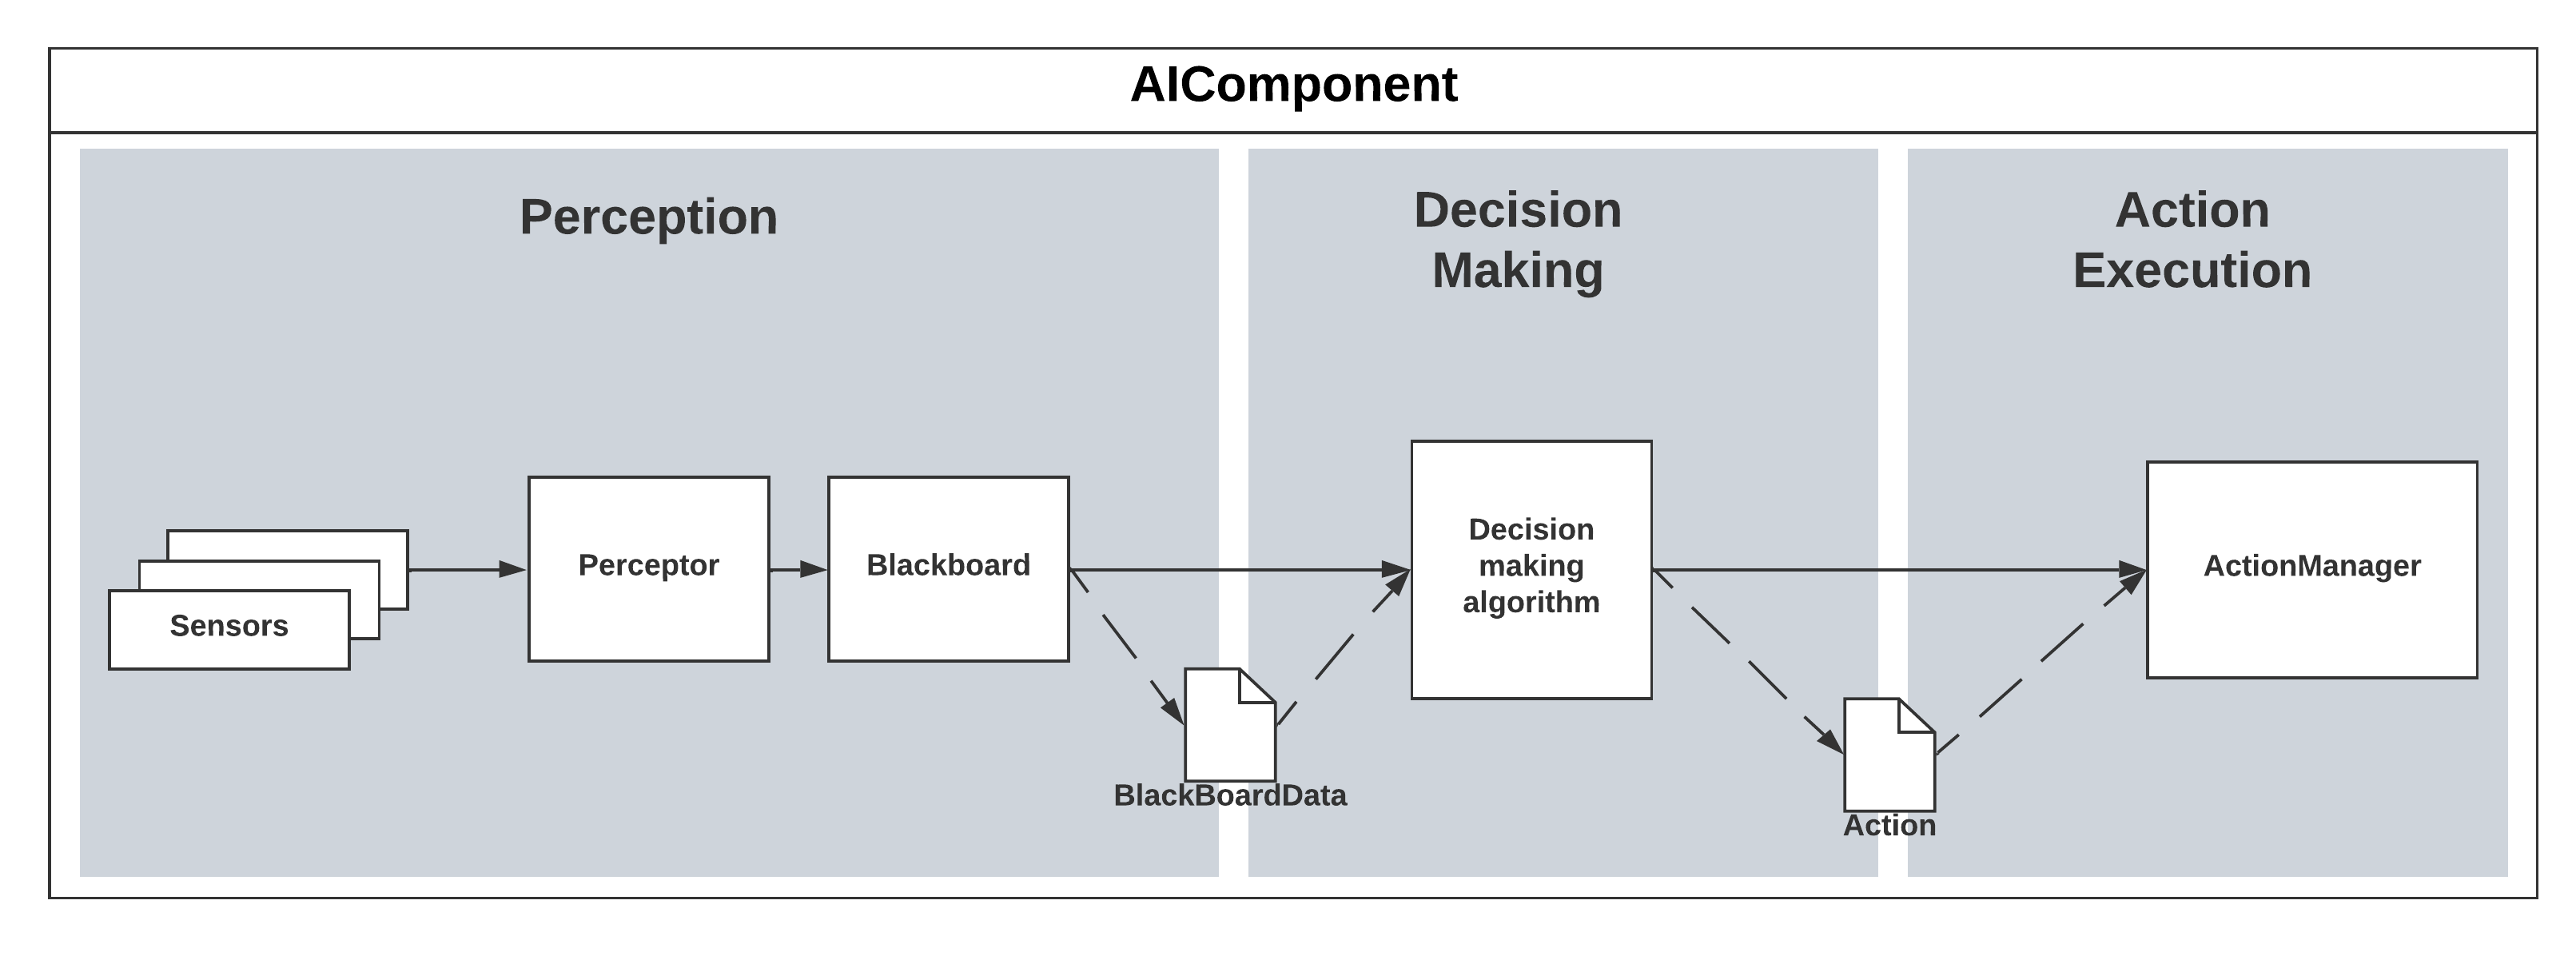 AIComponent
Perception
Decision
Making
Action
Execution
Sensors
Perceptor
Blackboard
BlackBoardData
Decision
making
algorithm
Action
ActionManager